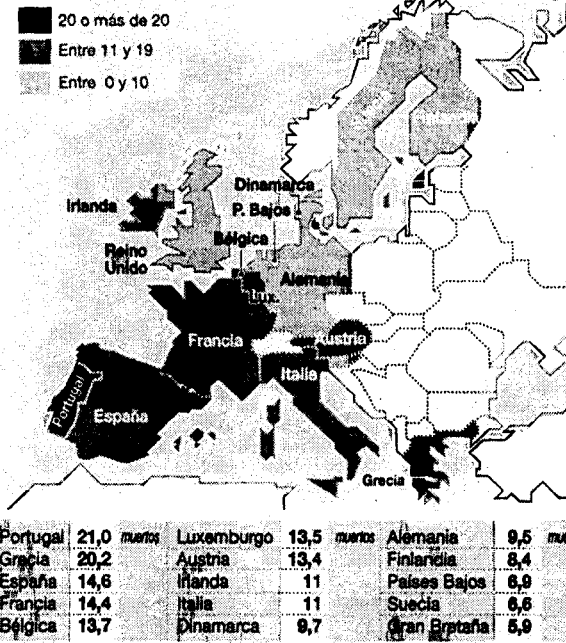 20 o más de 20
Entre 11 y 19
Entre 0 y 10
Dinamarca
Irlanda
P. Bajos
Reino
Unido
Bélgica
Alemania
Lux.
Francia
Austria
Italia
Portugal
España
Grecia
Portugal 21,0 muertos Luxemburgo 13,5 muertos Alemania 9,5 mu
Grecia 20,2 Austria 13,4 Finlandia 8,4
España 14,6 Irlanda 11 Países Bajos 6,9
Francia 14,4 Italia 11 Suecia 6,6
Bélgica 13,7 Dinamarca 9,7 Gran Bretaña 5,9